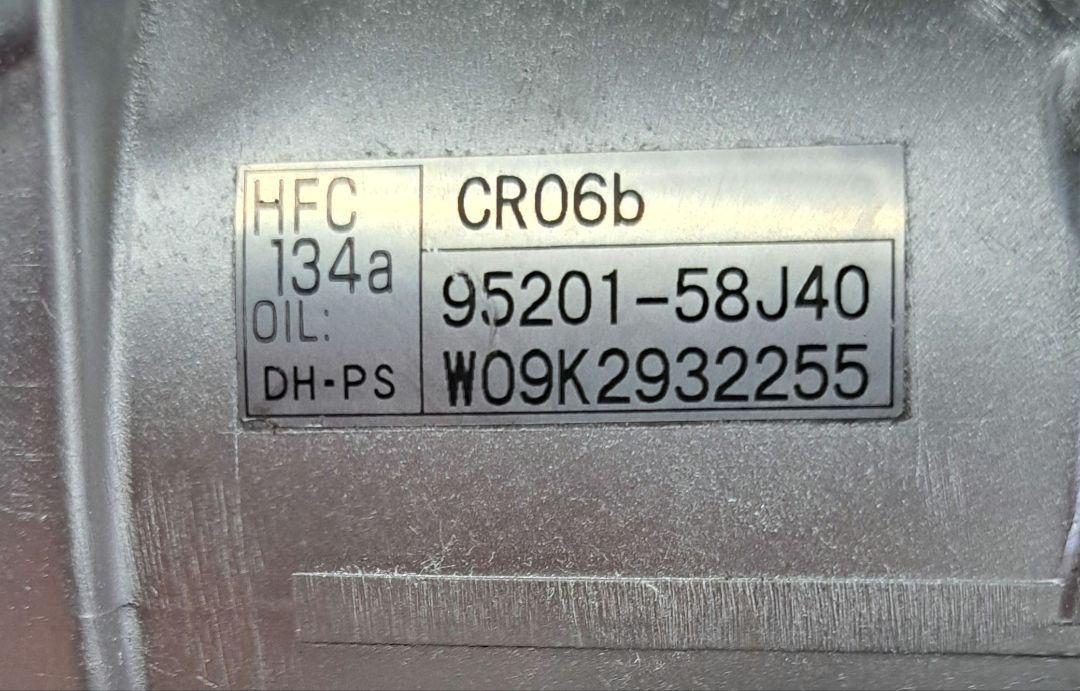 HFC
134a
OIL:
DH-PS
CR06b
95201-58J40
W09K2932255